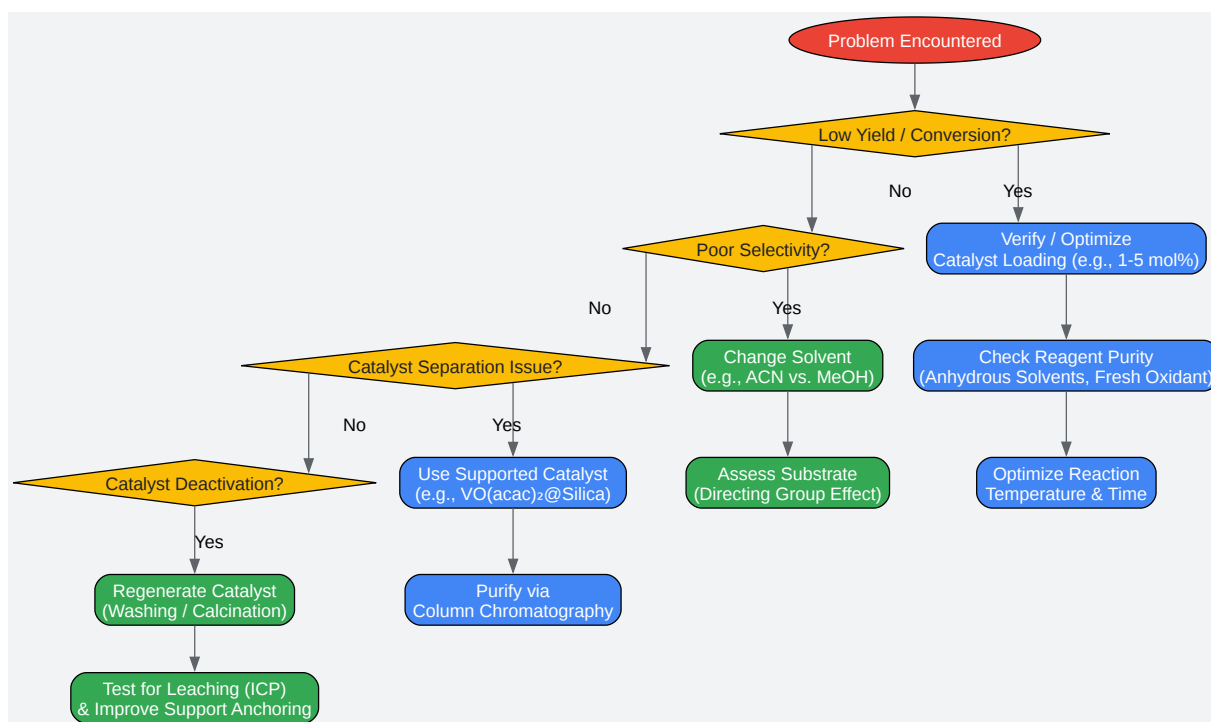 Problem Encountered
Low Yield / Conversion?
No
Yes
Poor Selectivity?
Verify / Optimize
Catalyst Loading (e.g., 1-5 mol%)
No
Yes
Catalyst Separation Issue?
Change Solvent
(e.g., ACN vs. MeOH)
Check Reagent Purity
(Anhydrous Solvents, Fresh Oxidant)
No
Yes
Catalyst Deactivation?
Use Supported Catalyst
(e.g., VO(acac)₂@Silica)
Assess Substrate
(Directing Group Effect)
Optimize Reaction
Temperature & Time
Yes
Regenerate Catalyst
(Washing / Calcination)
Purify via
Column Chromatography
Test for Leaching (ICP)
& Improve Support Anchoring